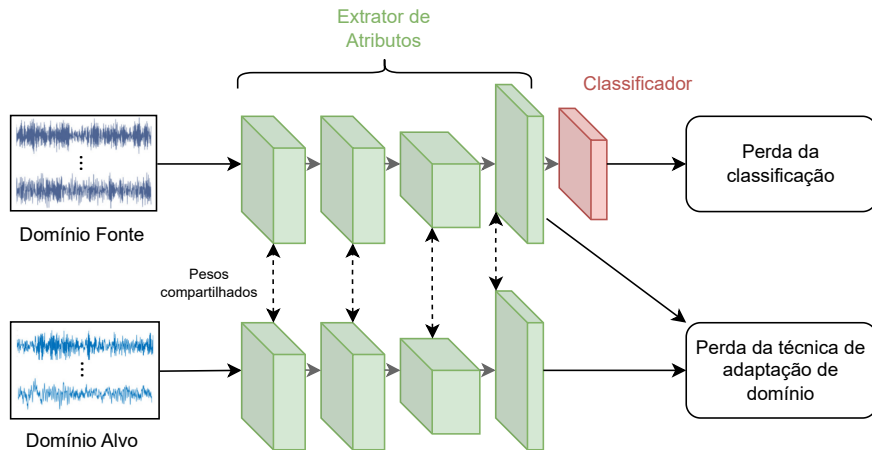 Extrator de
Atributos
Classificador
Perda da
classificação
Domínio Fonte
Pesos
compartilhados
Perda da técnica de
adaptação de
domínio
Domínio Alvo